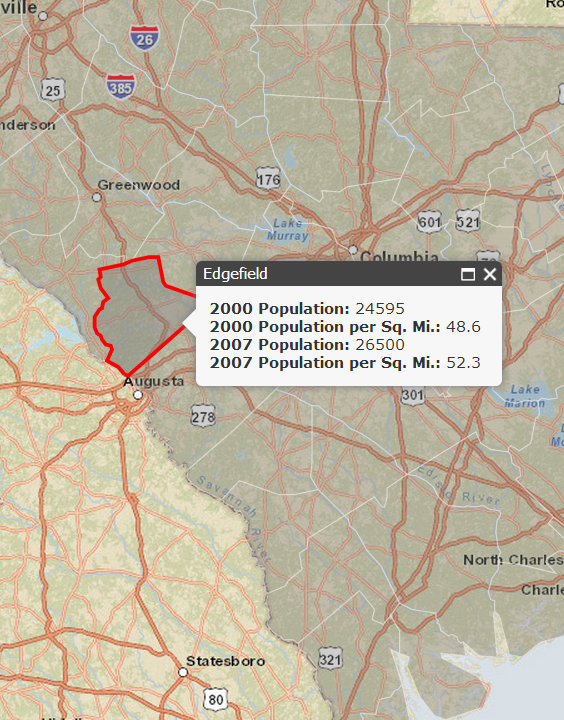 ville
26
385
25
nderson
Greenwood
176
Lake
Murray
601
521
Columbia
Edgefield
2000 Population: 24595
2000 Population per Sq. Mi.: 48.6
2007 Population: 26500
2007 Population per Sq. Mi.: 52.3
Augusta
301
Lake
Marion
278
Savannah River
Edisto River
North Charles
Charle
Statesboro
321
80